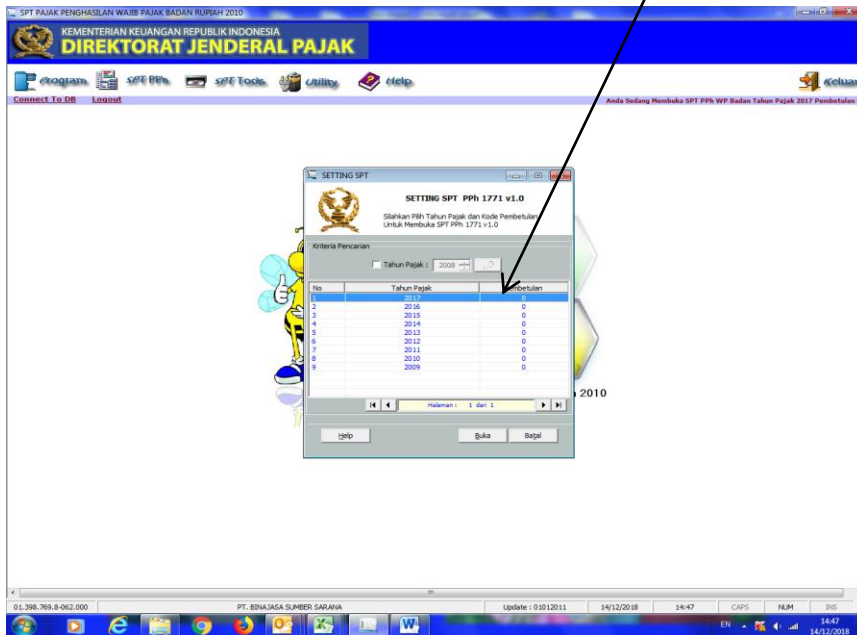 SPT PAJAK PENGHASILAN WAJIB PAJAK BADAN RUPIAH 2010
KEMENTERIAN KEUANGAN REPUBLIK INDONESIA
DIREKTORAT JENDERAL PAJAK
Program SPT PPh SPT Tools Utility Help Keluar
Connect To DB Logout Anda Sedang Membuka SPT PPh WP Badan Tahun Pajak 2017 Pembetulan
SETTING SPT
SETTING SPT PPh 1771 v1.0
Silahkan Pilih Tahun Pajak dan Kode Pembetulan
Untuk Membuka SPT PPh 1771 v1.0
Kriteria Pencarian
Tahun Pajak : 2008
No Tahun Pajak Pembetulan
1 2017 0
2 2016 0
3 2015 0
4 2014 0
5 2013 0
6 2012 0
7 2011 0
8 2010 0
9 2009 0
2010
Halaman : 1 dari 1
Help Buka Batal
01.398.769.8-062.000 PT. BINAJASA SUMBER SARANA Update : 01012011 14/12/2018 14:47 CAPS NUM INS
EN 14:47
14/12/2018